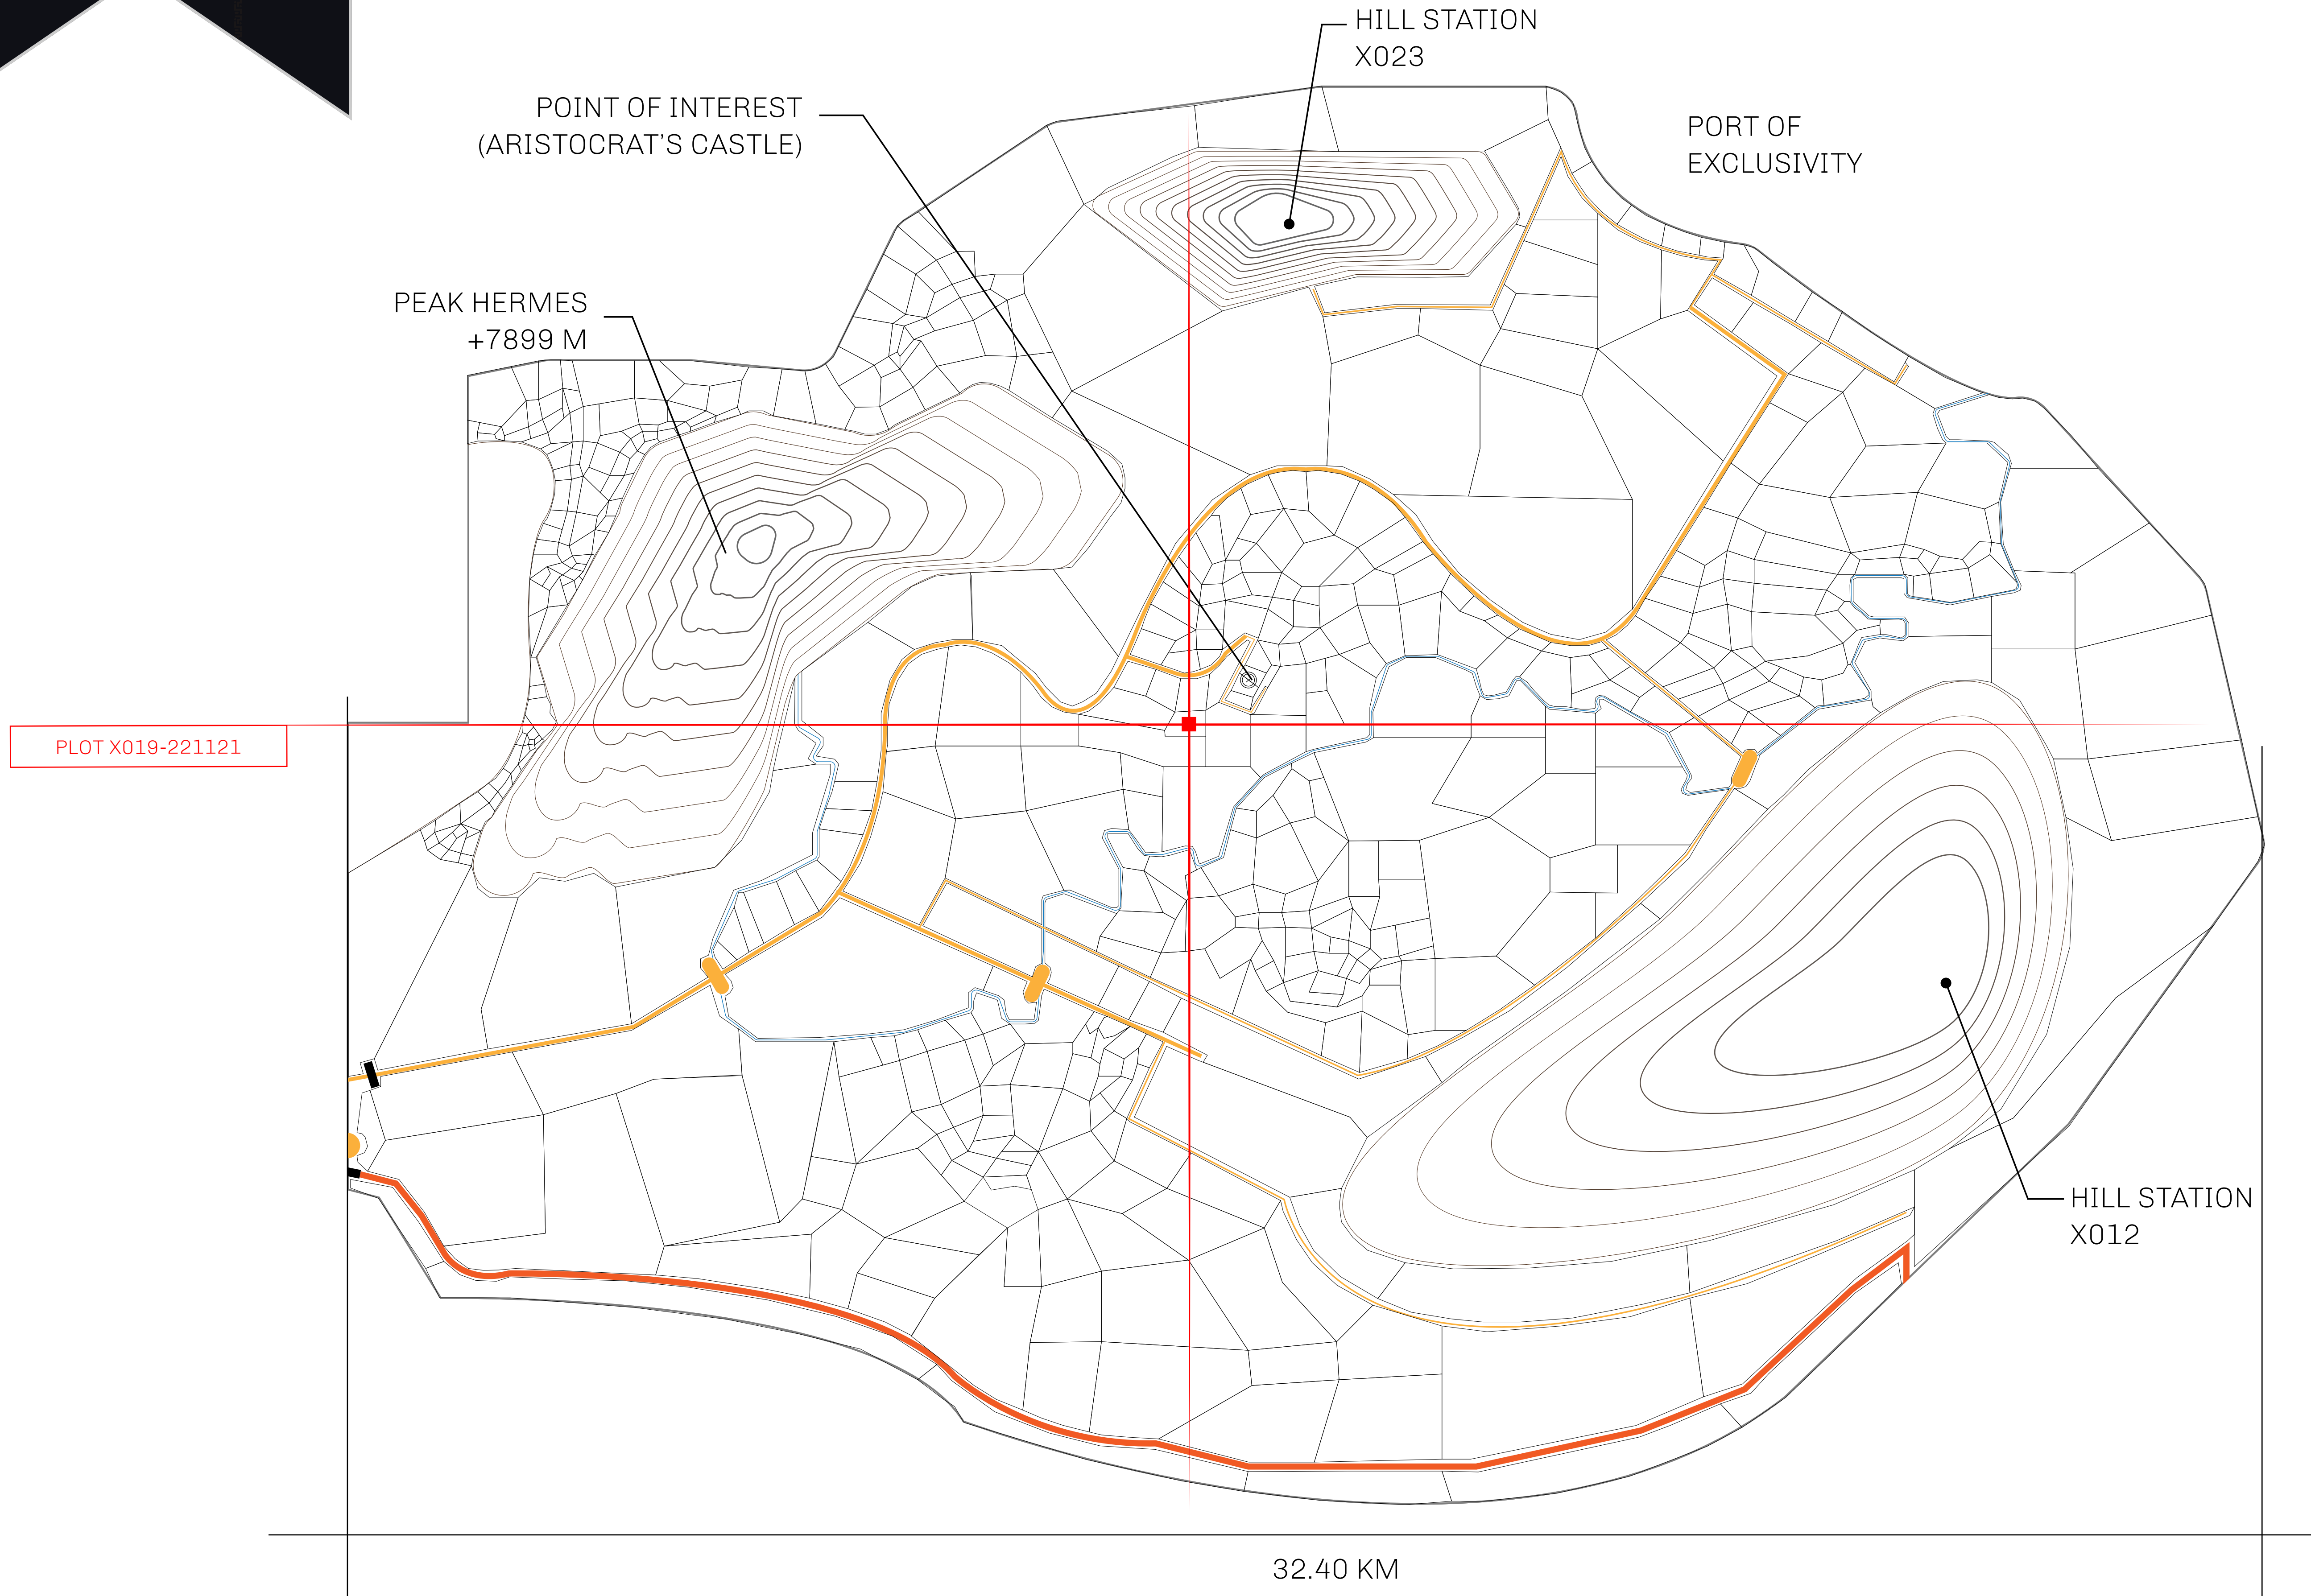 HILL STATION
X023
POINT OF INTEREST
(ARISTOCRAT'S CASTLE)
PORT OF
EXCLUSIVITY
PEAK HERMES
+7899 M
PLOT X019-221121
HILL STATION
X012
32.40 KM